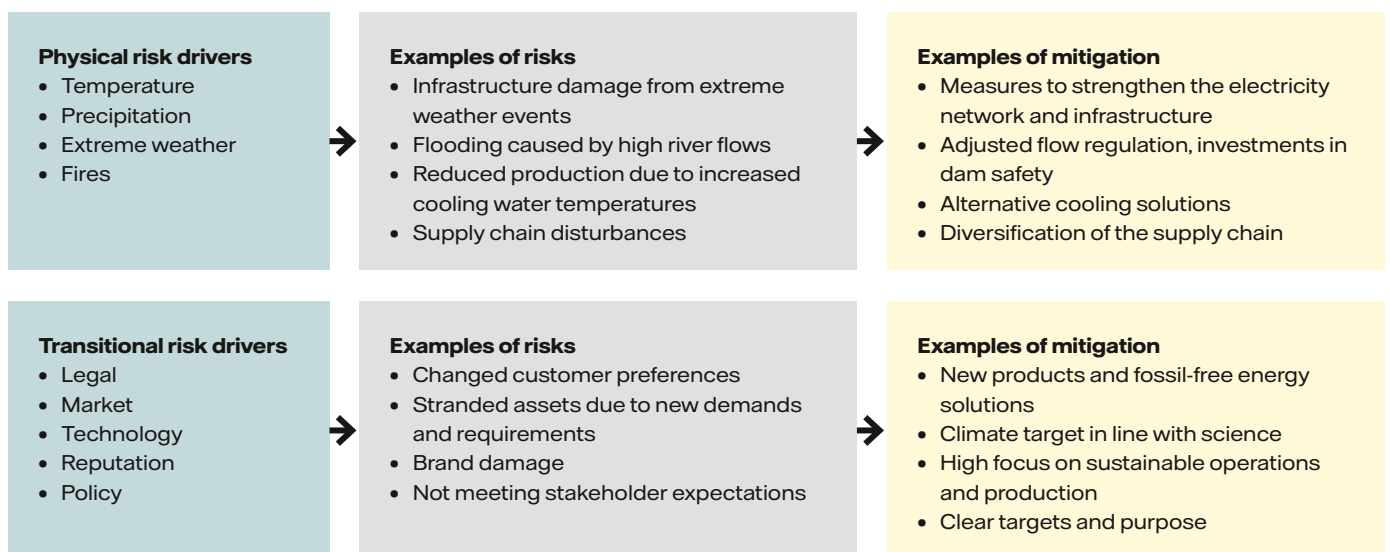 Physical risk drivers
• Temperature
• Precipitation
• Extreme weather
• Fires
Examples of risks
• Infrastructure damage from extreme
weather events
• Flooding caused by high river flows
• Reduced production due to increased
cooling water temperatures
• Supply chain disturbances
Examples of mitigation
• Measures to strengthen the electricity
network and infrastructure
• Adjusted flow regulation, investments in
dam safety
• Alternative cooling solutions
• Diversification of the supply chain
Transitional risk drivers
• Legal
• Market
• Technology
• Reputation
• Policy
Examples of risks
• Changed customer preferences
• Stranded assets due to new demands
and requirements
• Brand damage
• Not meeting stakeholder expectations
Examples of mitigation
• New products and fossil-free energy
solutions
• Climate target in line with science
• High focus on sustainable operations
and production
• Clear targets and purpose